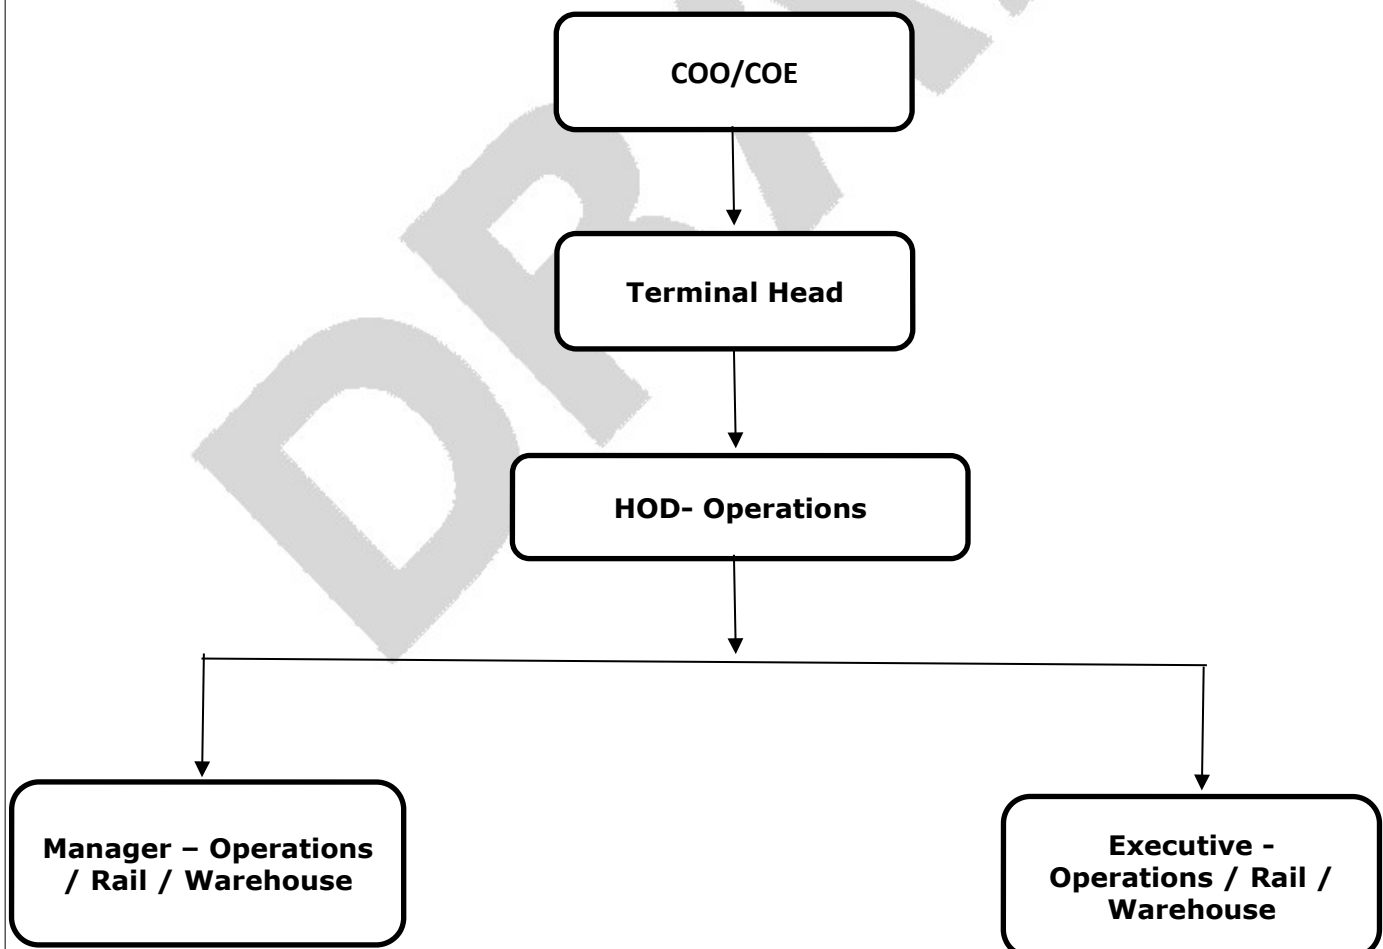 COO/COE
Terminal Head
HOD- Operations
Manager – Operations
/ Rail / Warehouse
Executive -
Operations / Rail /
Warehouse